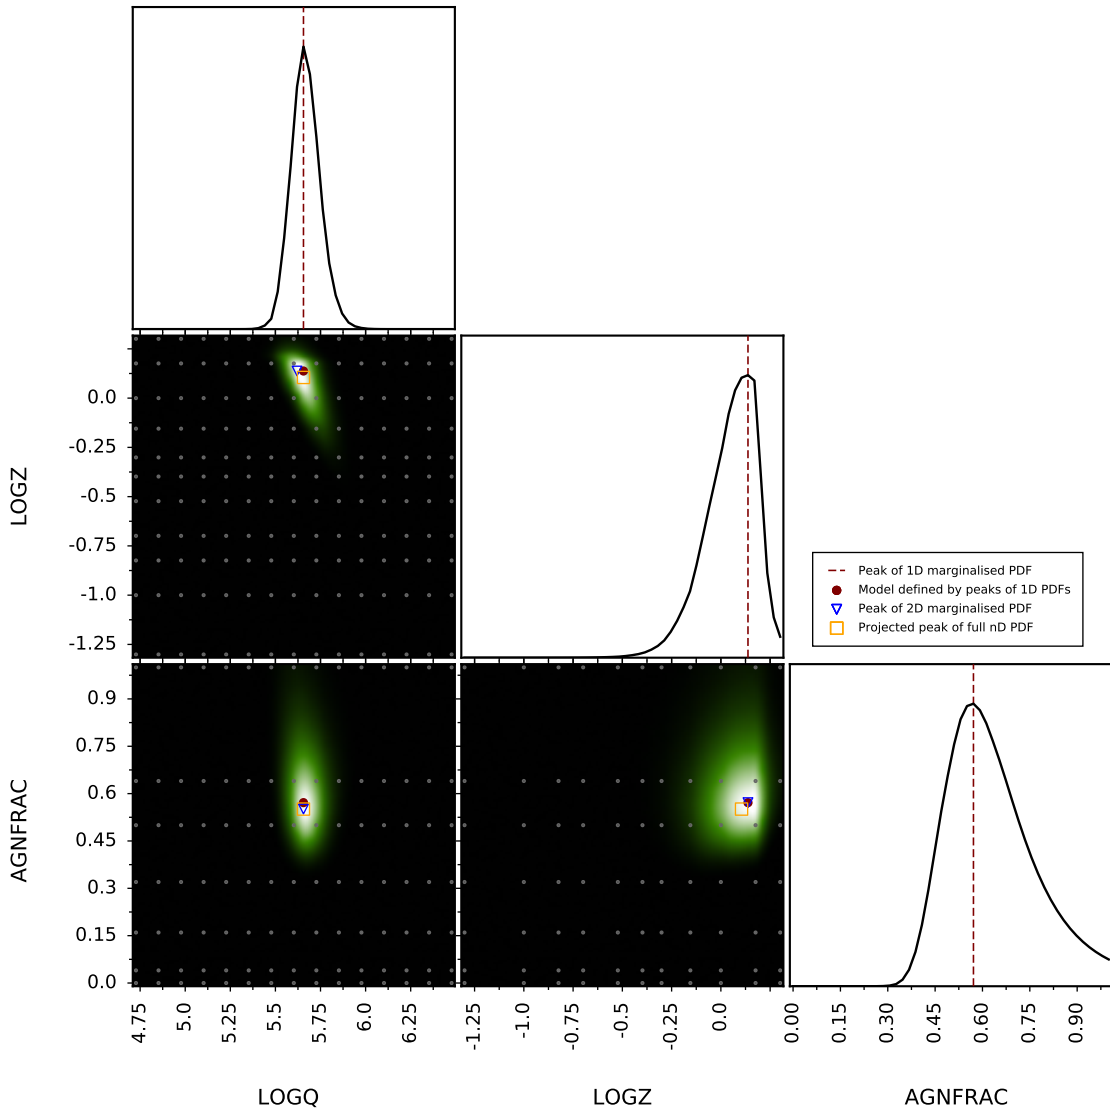 0.0
-0.25
-0.5
-0.75
-1.0
-1.25
LOGZ
Peak of 1D marginalised PDF
Model defined by peaks of 1D PDFs
Peak of 2D marginalised PDF
Projected peak of full nD PDF
0.9
0.75
0.6
0.45
0.3
0.15
0.0
AGNFRAC
4.75 5.0 5.25 5.5 5.75 6.0 6.25
-1.25 -1.0 -0.75 -0.5 -0.25 0.0
0.00 0.15 0.30 0.45 0.60 0.75 0.90
LOGQ LOGZ AGNFRAC